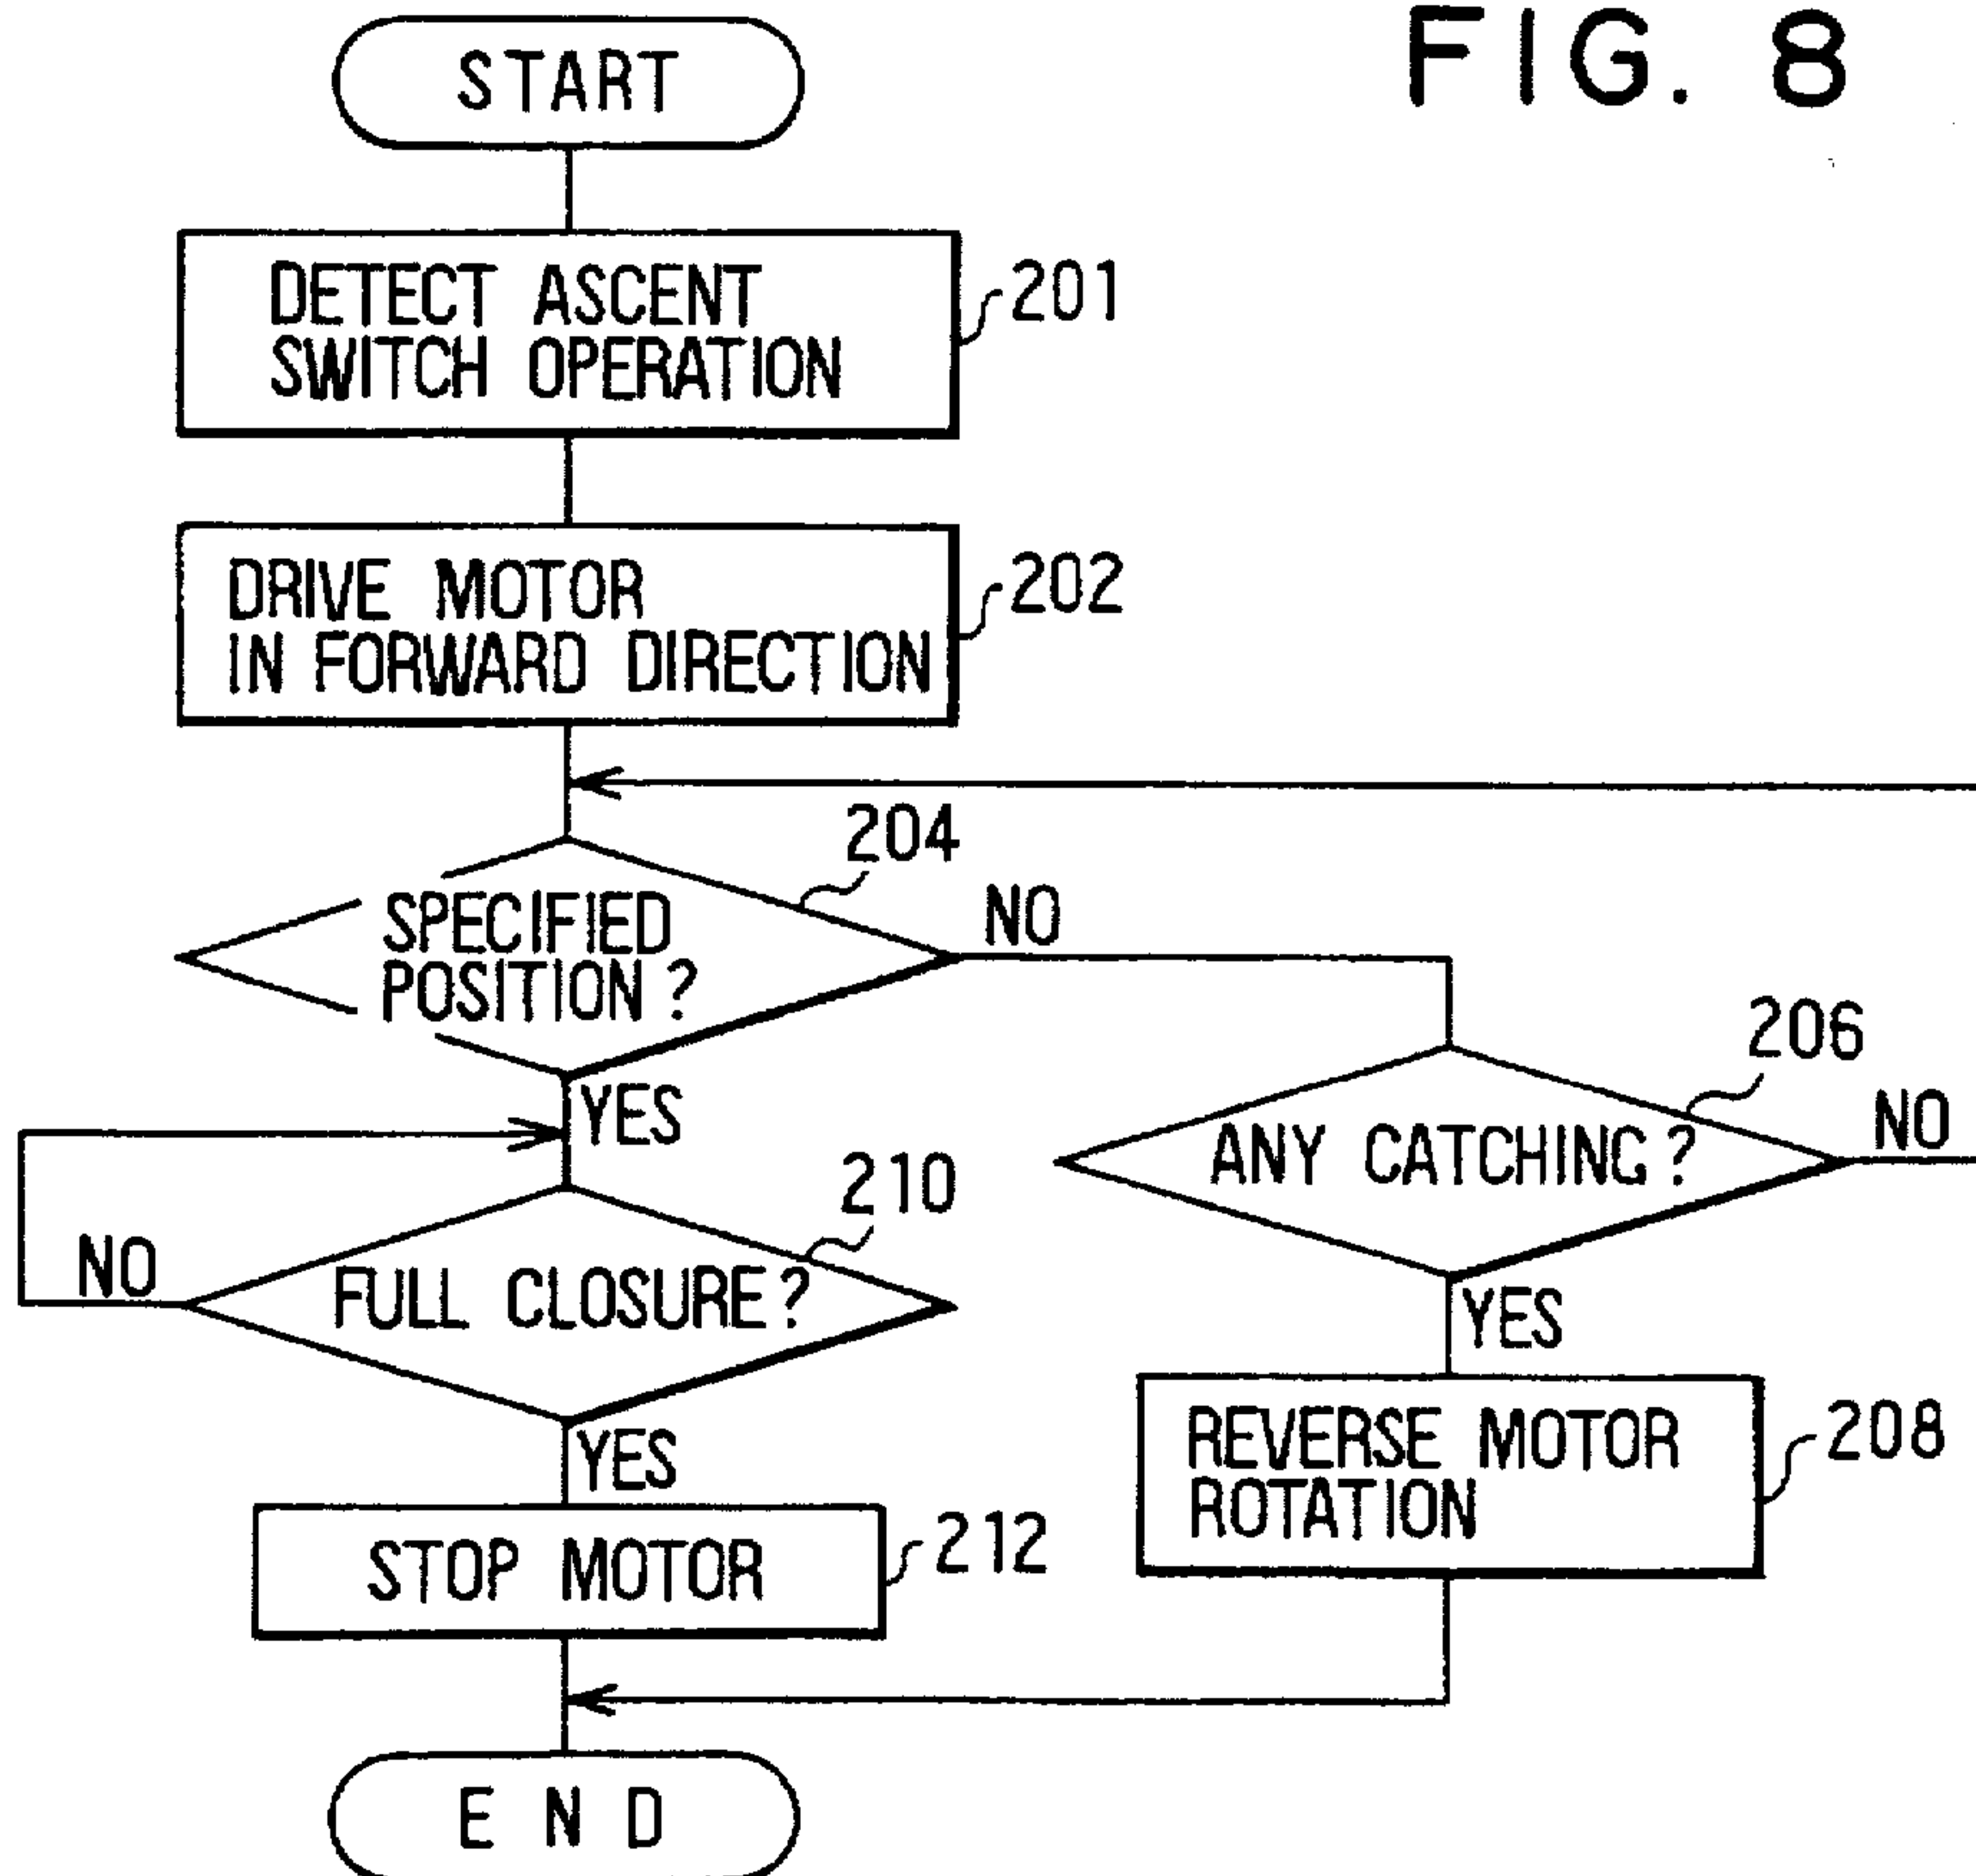 FIG. 8
START
DETECT ASCENT
SWITCH OPERATION
201
DRIVE MOTOR
IN FORWARD DIRECTION
202
204
SPECIFIED
POSITION?
NO
YES
206
ANY CATCHING?
NO
YES
210
FULL CLOSURE?
NO
YES
REVERSE MOTOR
ROTATION
208
STOP MOTOR
212
END